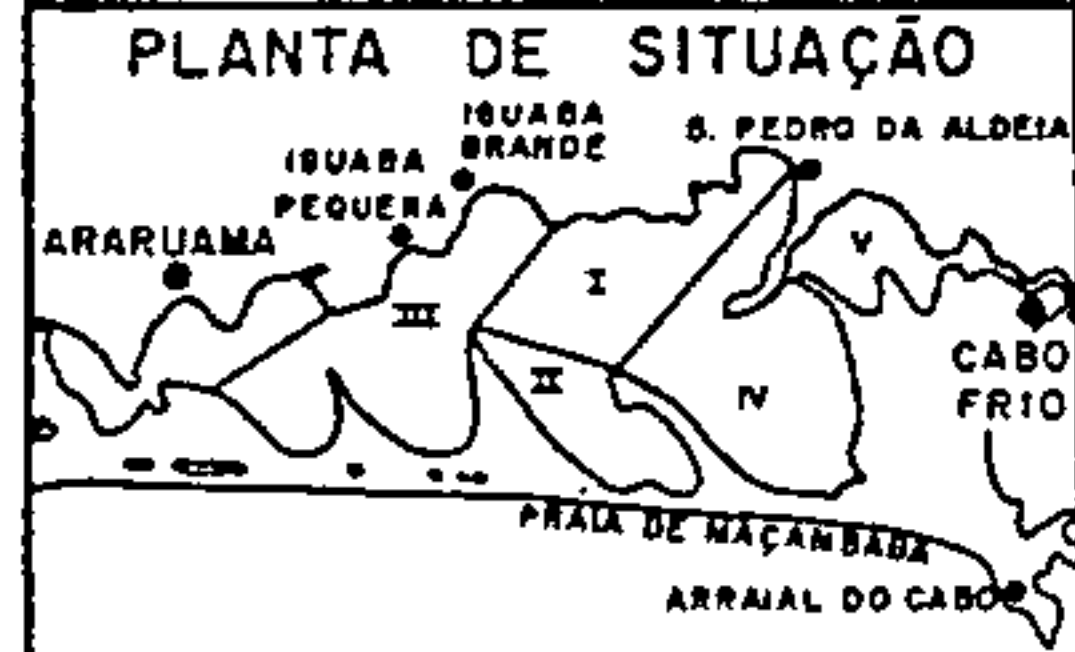 PLANTA DE SITUAÇÃO
IGUABA
GRANDE
S. PEDRO DA ALDEIA
IGUABA
PEQUENA
ARARUAMA
V
I
III
CABO
FRIO
II
IV
PRAIA DE MAÇAMBABA
ARRAIAL DO CABO